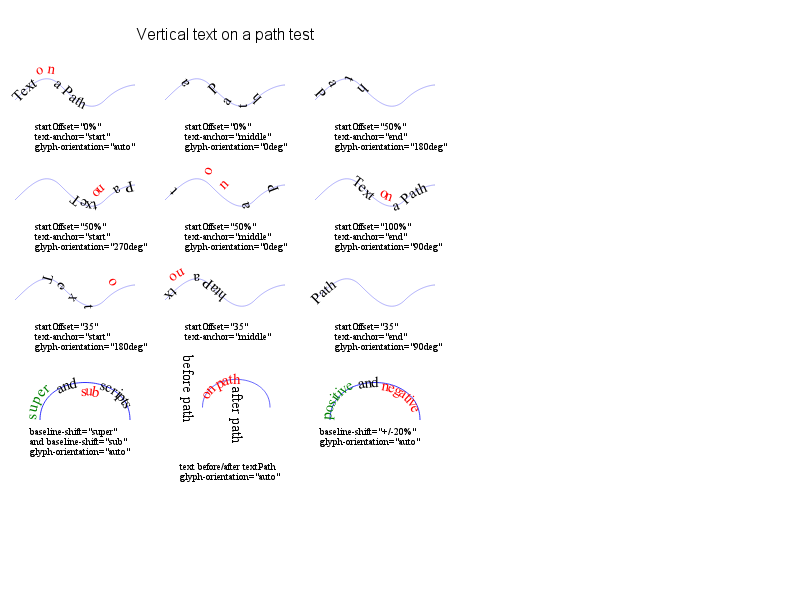 Vertical text on a path test
Text on a Path
a Path
Path
startOffset="0%"
text-anchor="start"
glyph-orientation="auto"
startOffset="0%"
text-anchor="middle"
glyph-orientation="0deg"
startOffset="50%"
text-anchor="end"
glyph-orientation="180deg"
Text on a P
t on a P
Text on a Path
startOffset="50%"
text-anchor="start"
glyph-orientation="270deg"
startOffset="50%"
text-anchor="middle"
glyph-orientation="0deg"
startOffset="100%"
text-anchor="end"
glyph-orientation="90deg"
Text o
xt on a Path
Path
startOffset="35"
text-anchor="start"
glyph-orientation="180deg"
startOffset="35"
text-anchor="middle"
startOffset="35"
text-anchor="end"
glyph-orientation="90deg"
super and sub scripts
before path on path after path
positive and negative
baseline-shift="super"
and baseline-shift="sub"
glyph-orientation="auto"
text before/after textPath
glyph-orientation="auto"
baseline-shift="+/-20%"
glyph-orientation="auto"